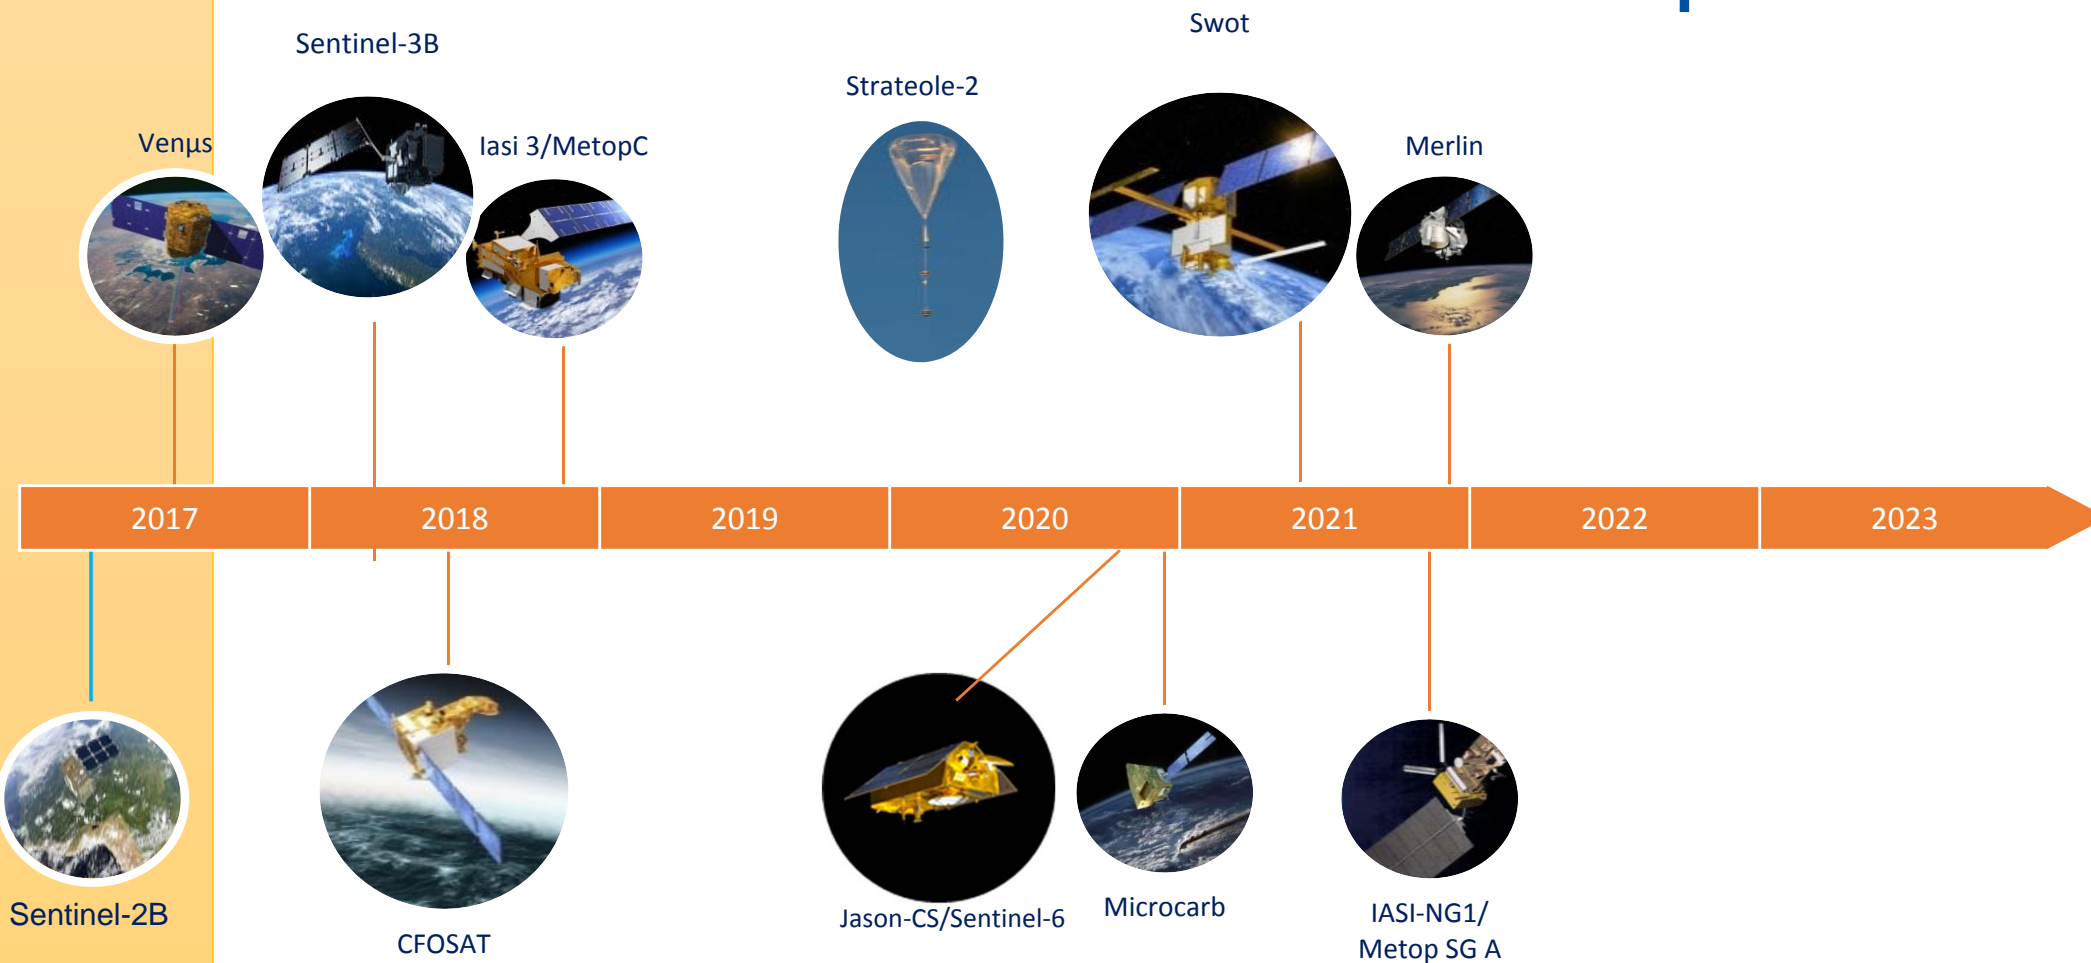 Swot
Sentinel-3B
Strateole-2
Venµs
Iasi 3/MetopC
Merlin
2017
2018
2019
2020
2021
2022
2023
Sentinel-2B
CFOSAT
Jason-CS/Sentinel-6
Microcarb
IASI-NG1/
Metop SG A